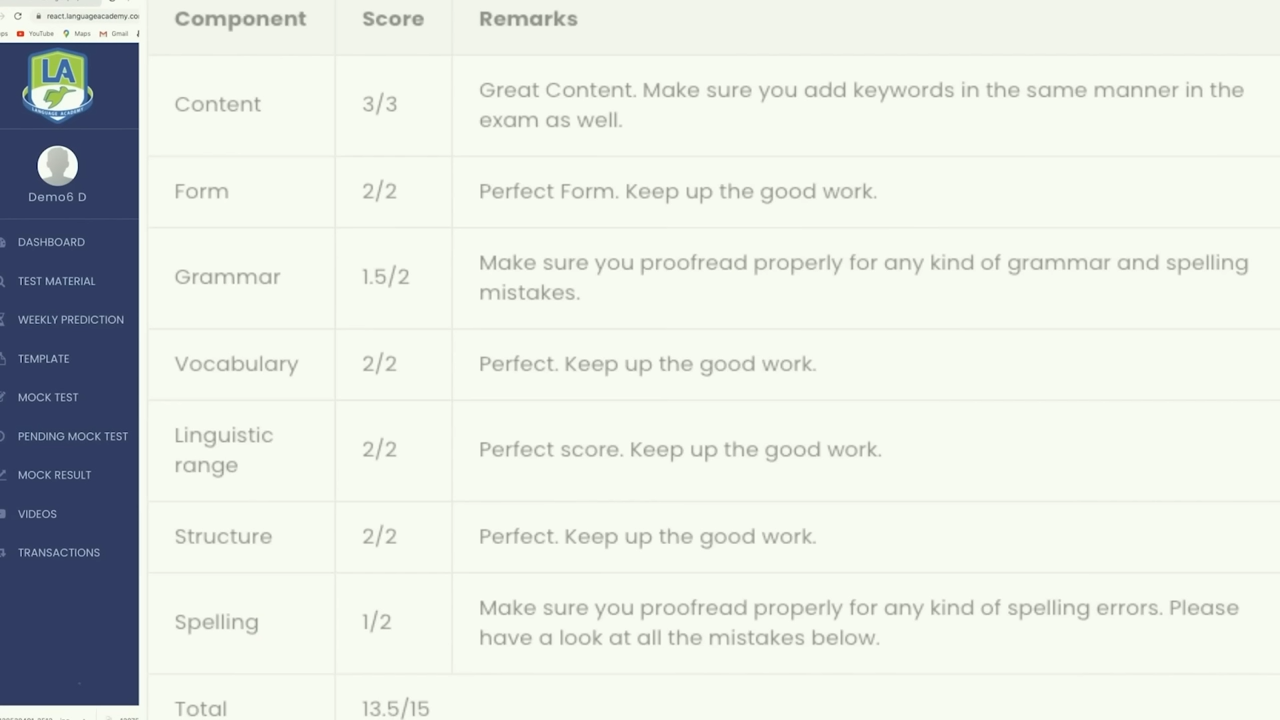 react.languageacademy.co
YouTube
Maps
Gmail
LA
LANGUAGE ACADEMY
Demo6 D
DASHBOARD
TEST MATERIAL
WEEKLY PREDICTION
TEMPLATE
MOCK TEST
PENDING MOCK TEST
MOCK RESULT
VIDEOS
TRANSACTIONS
Component Score Remarks
Content 3/3 Great Content. Make sure you add keywords in the same manner in the
exam as well.
Form 2/2 Perfect Form. Keep up the good work.
Grammar 1.5/2 Make sure you proofread properly for any kind of grammar and spelling
mistakes.
Vocabulary 2/2 Perfect. Keep up the good work.
Linguistic
range 2/2 Perfect score. Keep up the good work.
Structure 2/2 Perfect. Keep up the good work.
Spelling 1/2 Make sure you proofread properly for any kind of spelling errors. Please
have a look at all the mistakes below.
Total 13.5/15